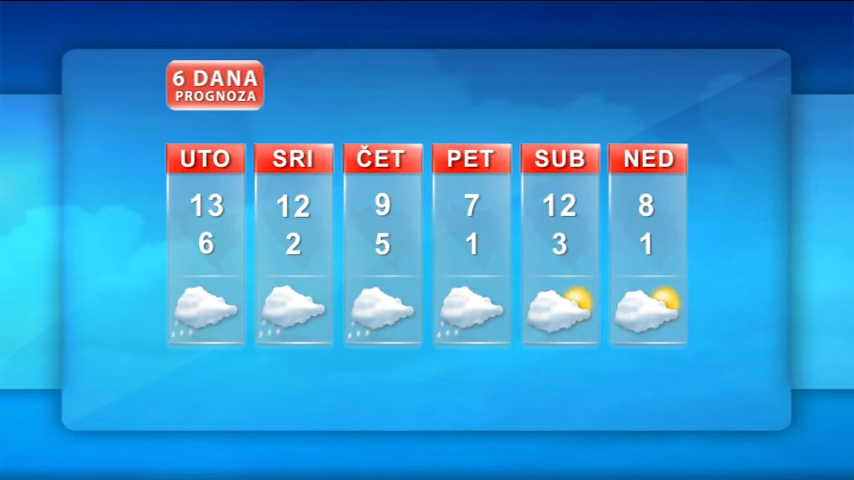 6 DANA
PROGNOZA
UTO SRI ČET PET SUB NED
13 12 9 7 12 8
6 2 5 1 3 1